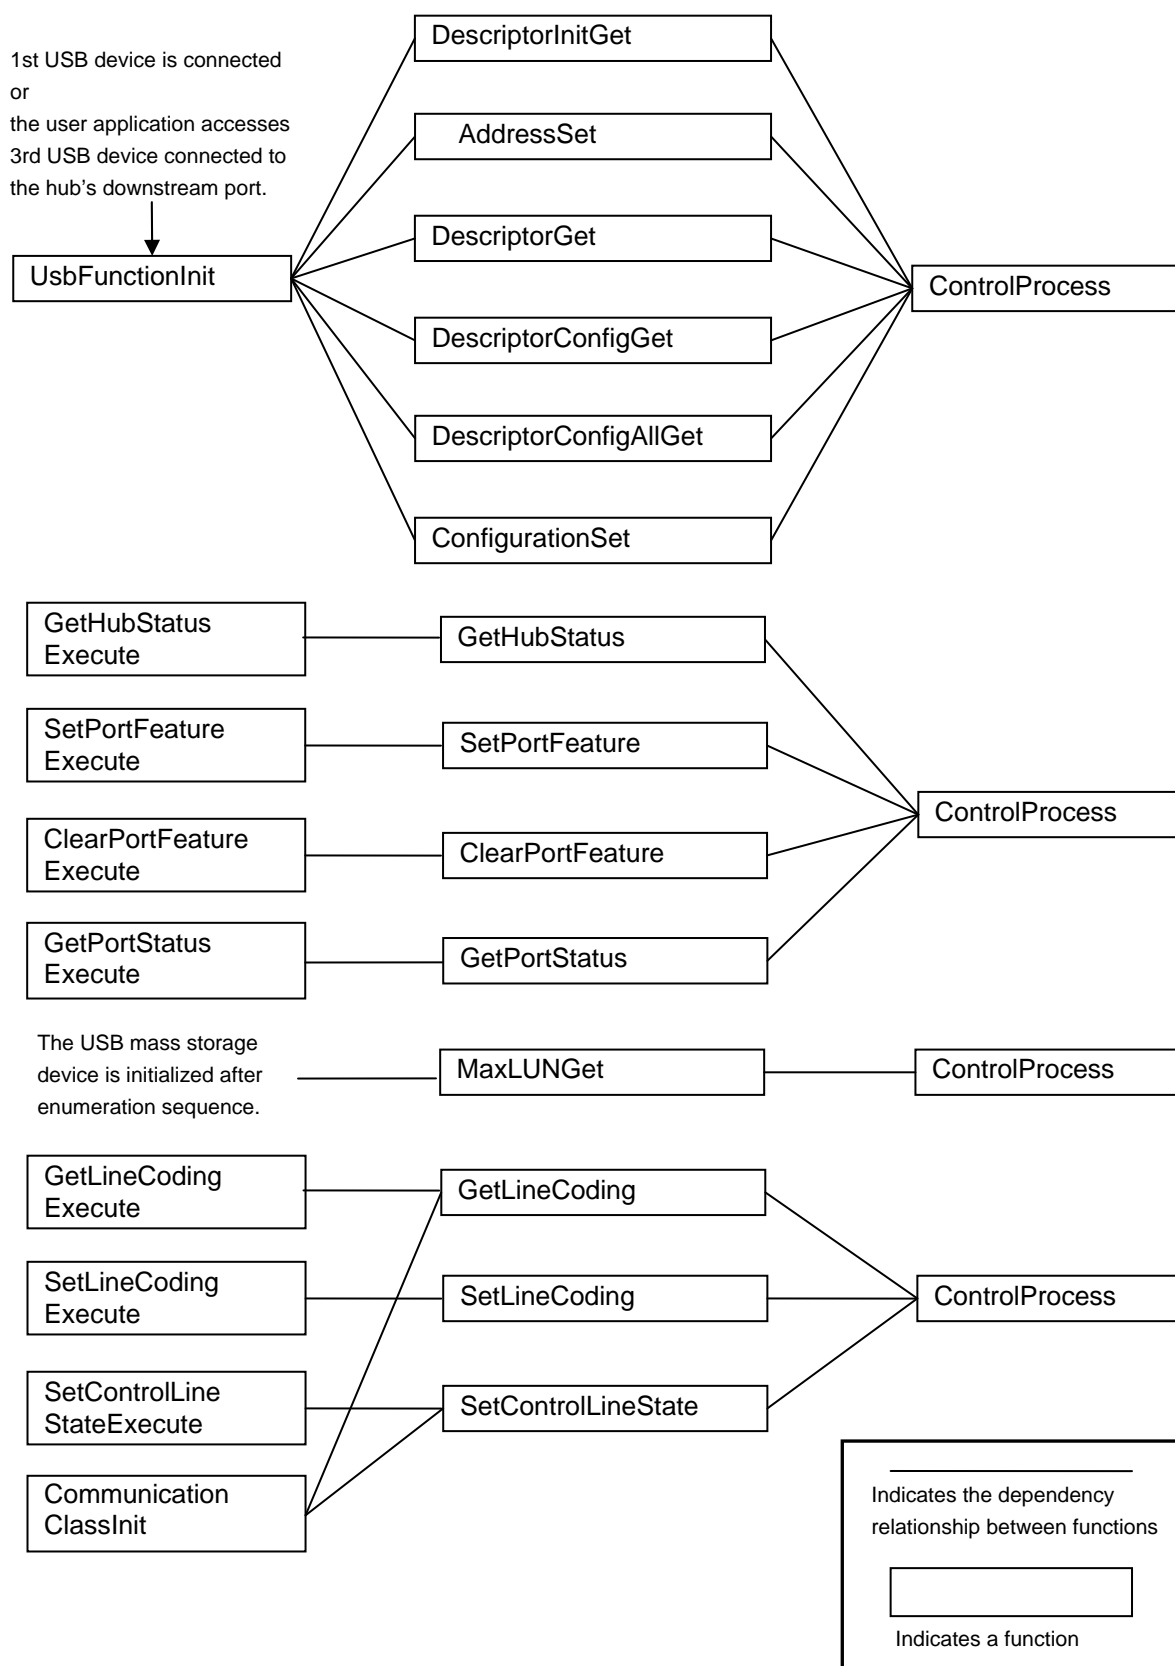 DescriptorInitGet
1st USB device is connected
or
the user application accesses
3rd USB device connected to
the hub's downstream port.
AddressSet
DescriptorGet
UsbFunctionInit
ControlProcess
DescriptorConfigGet
DescriptorConfigAllGet
ConfigurationSet
GetHubStatus
Execute
GetHubStatus
SetPortFeature
Execute
SetPortFeature
ControlProcess
ClearPortFeature
Execute
ClearPortFeature
GetPortStatus
Execute
GetPortStatus
The USB mass storage
device is initialized after
enumeration sequence.
MaxLUNGet
ControlProcess
GetLineCoding
Execute
GetLineCoding
SetLineCoding
Execute
SetLineCoding
ControlProcess
SetControlLine
StateExecute
SetControlLineState
Communication
ClassInit
Indicates the dependency
relationship between functions
Indicates a function